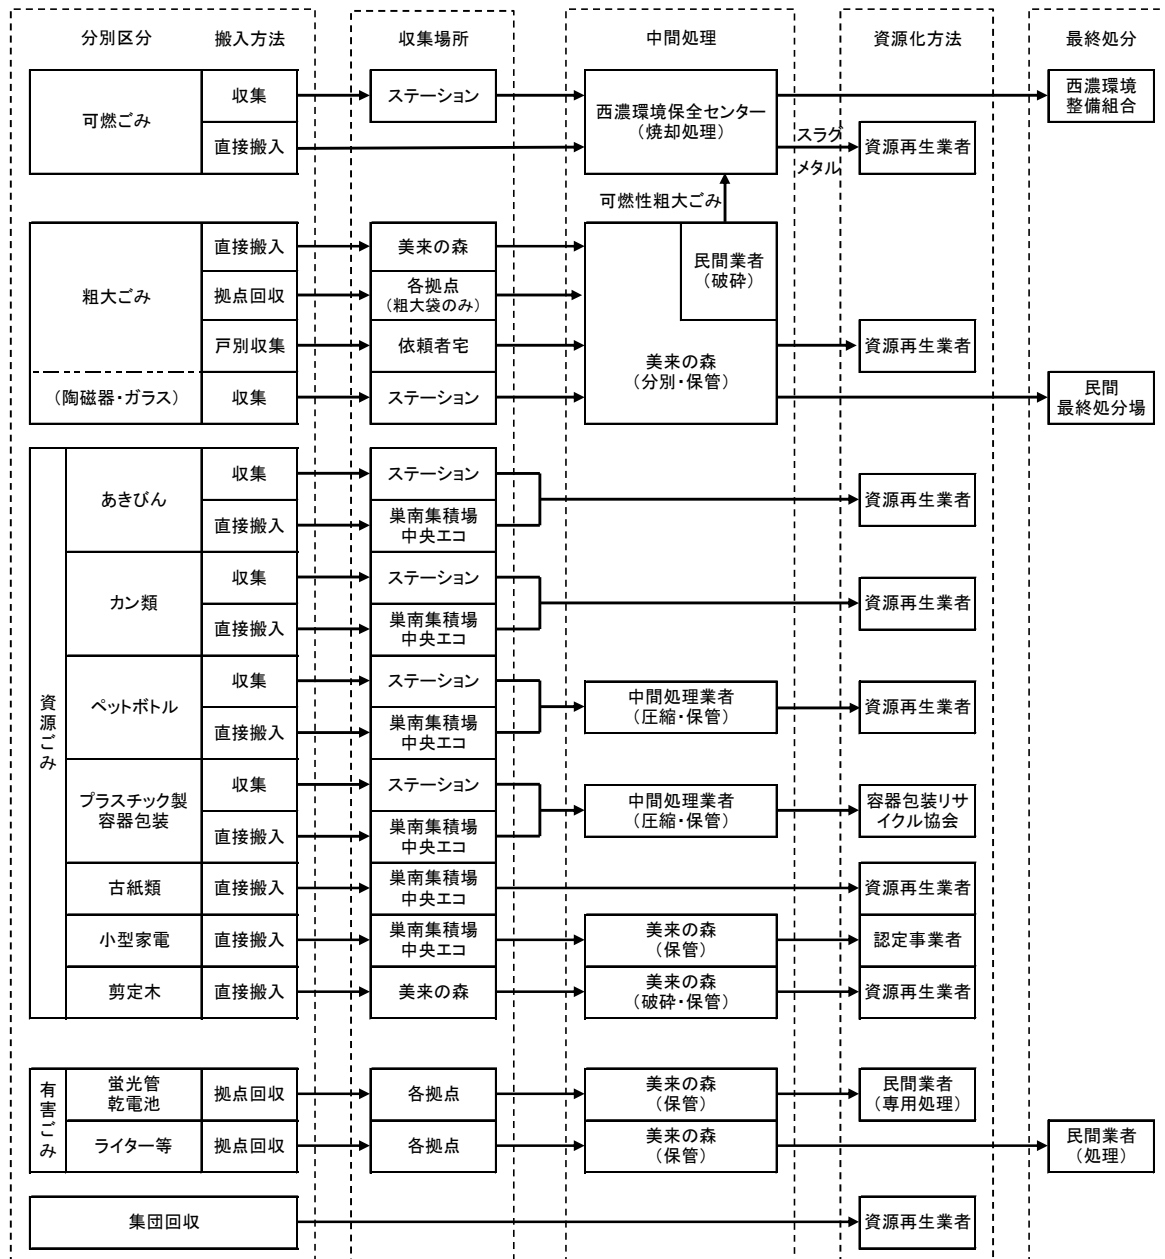 分別区分
搬入方法
収集場所
中間処理
資源化方法
最終処分
可燃ごみ
収集
ステーション
直接搬入
西濃環境保全センター
(焼却処理)
スラグ
メタル
資源再生業者
西濃環境
整備組合
可燃性粗大ごみ
粗大ごみ
直接搬入
美来の森
拠点回収
各拠点
(粗大袋のみ)
戸別収集
依頼者宅
(陶磁器・ガラス)
収集
ステーション
民間業者
(破砕)
美来の森
(分別・保管)
資源再生業者
民間
最終処分場
資源ごみ
あきびん
収集
ステーション
直接搬入
巣南集積場
中央エコ
資源再生業者
カン類
収集
ステーション
直接搬入
巣南集積場
中央エコ
資源再生業者
ペットボトル
収集
ステーション
直接搬入
巣南集積場
中央エコ
中間処理業者
(圧縮・保管)
資源再生業者
プラスチック製
容器包装
収集
ステーション
直接搬入
巣南集積場
中央エコ
中間処理業者
(圧縮・保管)
容器包装リサ
イクル協会
古紙類
直接搬入
巣南集積場
中央エコ
資源再生業者
小型家電
直接搬入
巣南集積場
中央エコ
美来の森
(保管)
認定事業者
剪定木
直接搬入
美来の森
美来の森
(破砕・保管)
資源再生業者
有害ごみ
蛍光管
乾電池
拠点回収
各拠点
美来の森
(保管)
民間業者
(専用処理)
ライター等
拠点回収
各拠点
美来の森
(保管)
民間業者
(処理)
集団回収
資源再生業者